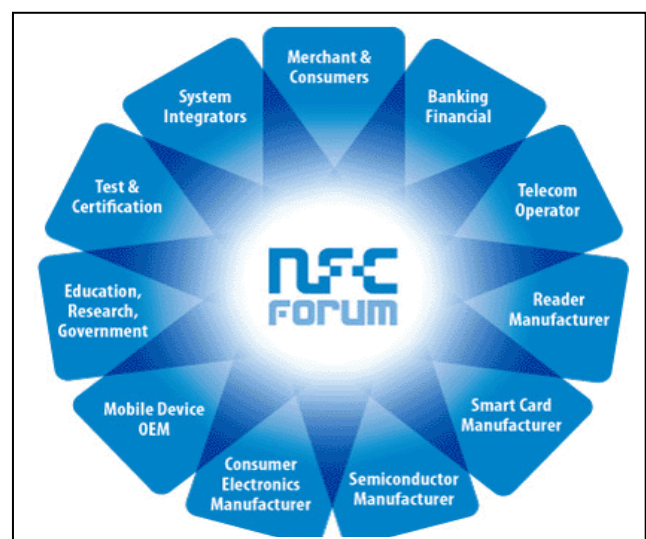 Merchant &
Consumers
Banking
Financial
Telecom
Operator
Reader
Manufacturer
Smart Card
Manufacturer
Semiconductor
Manufacturer
Consumer
Electronics
Manufacturer
Mobile Device
OEM
Education,
Research,
Government
Test &
Certification
System
Integrators
NFC
FORUM